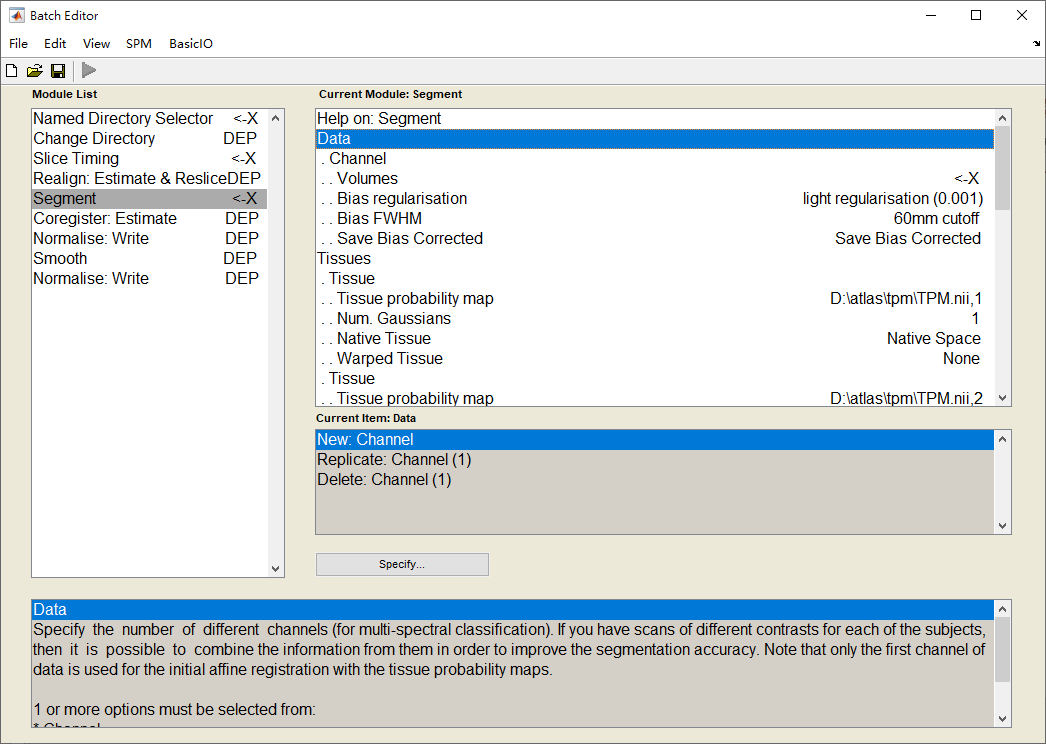 Batch Editor
File Edit View SPM BasicIO
Module List
Named Directory Selector <-X
Change Directory DEP
Slice Timing <-X
Realign: Estimate & ResliceDEP
Segment <-X
Coregister: Estimate DEP
Normalise: Write DEP
Smooth DEP
Normalise: Write DEP
Current Module: Segment
Help on: Segment
Data
. Channel
. . Volumes <-X
. . Bias regularisation light regularisation (0.001)
. . Bias FWHM 60mm cutoff
. . Save Bias Corrected Save Bias Corrected
Tissues
. Tissue
. . Tissue probability map D:\atlas\tpm\TPM.nii,1
. . Num. Gaussians 1
. . Native Tissue Native Space
. . Warped Tissue None
. Tissue
. . Tissue probability map D:\atlas\tpm\TPM.nii,2
Current Item: Data
New: Channel
Replicate: Channel (1)
Delete: Channel (1)
Specify...
Data
Specify the number of different channels (for multi-spectral classification). If you have scans of different contrasts for each of the subjects,
then it is possible to combine the information from them in order to improve the segmentation accuracy. Note that only the first channel of
data is used for the initial affine registration with the tissue probability maps.
1 or more options must be selected from:
* Channel